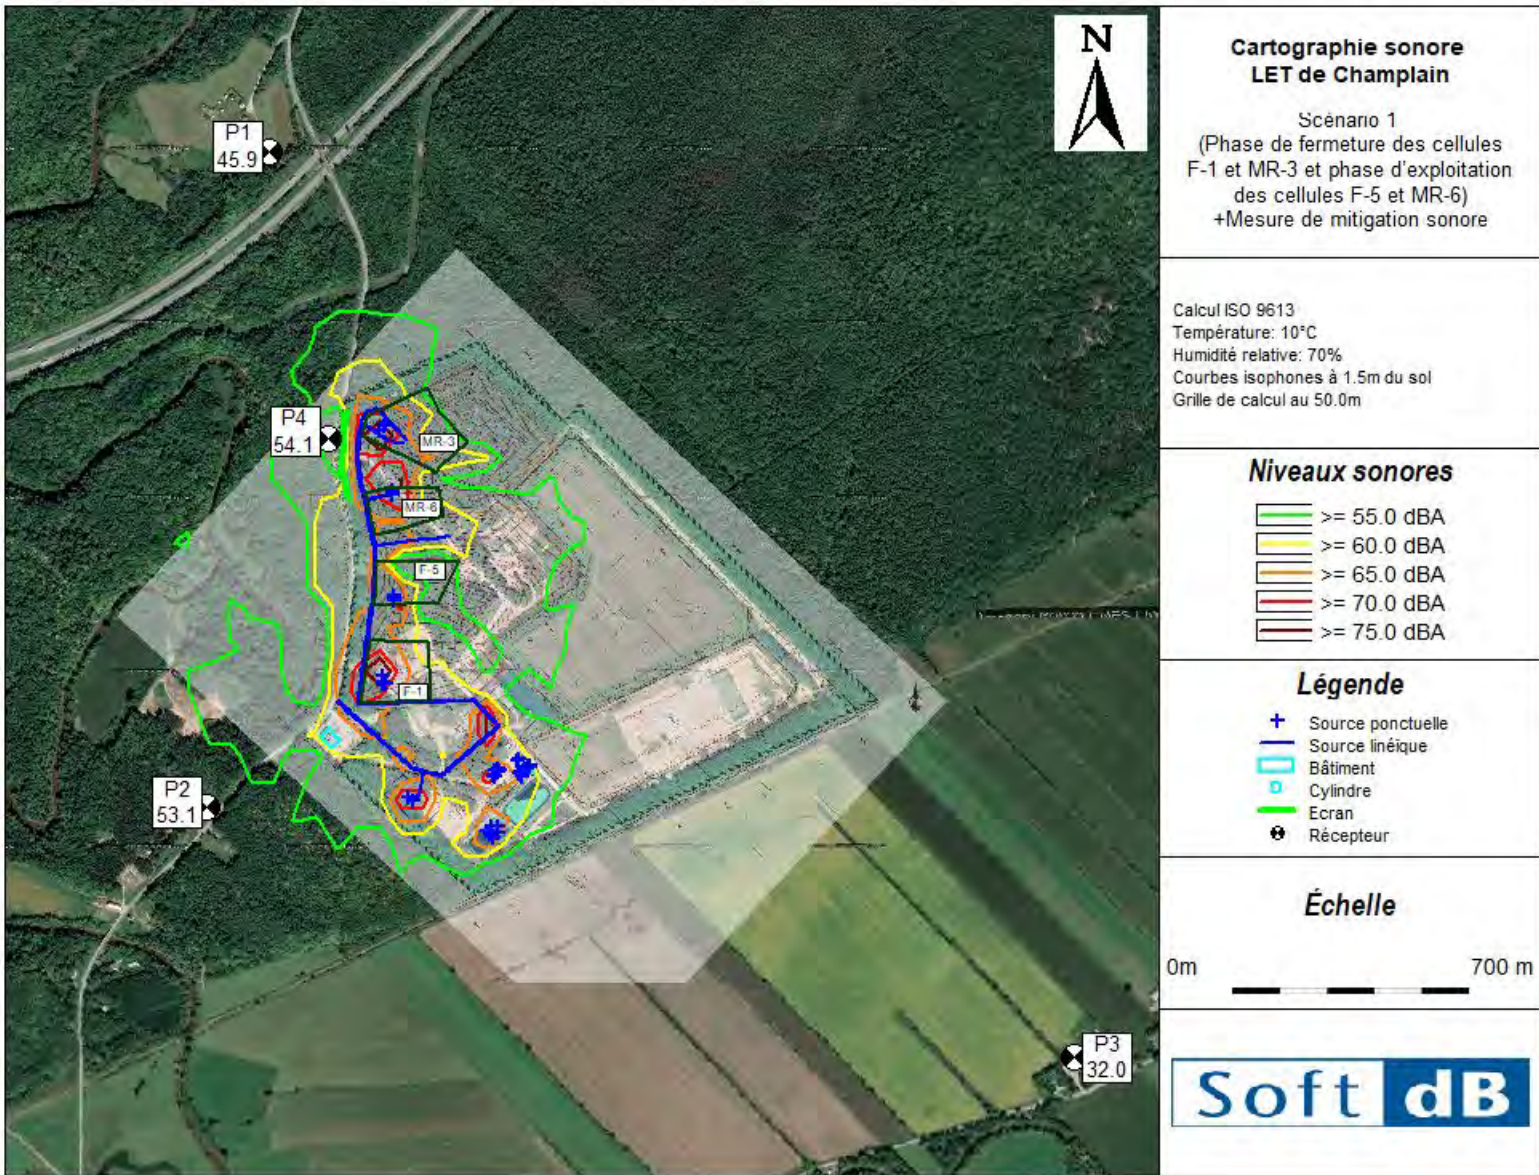 N
P1
45.9
P4
54.1
MR-3
MR-6
F-5
F-1
P2
53.1
P3
32.0
Cartographie sonore
LET de Champlain
Scénario 1
(Phase de fermeture des cellules
F-1 et MR-3 et phase d'exploitation
des cellules F-5 et MR-6)
+Mesure de mitigation sonore
Calcul ISO 9613
Température: 10°C
Humidité relative: 70%
Courbes isophones à 1.5m du sol
Grille de calcul au 50.0m
Niveaux sonores
>= 55.0 dBA
>= 60.0 dBA
>= 65.0 dBA
>= 70.0 dBA
>= 75.0 dBA
Légende
Source ponctuelle
Source linéique
Bâtiment
Cylindre
Ecran
Récepteur
Échelle
0m 700 m
Soft dB